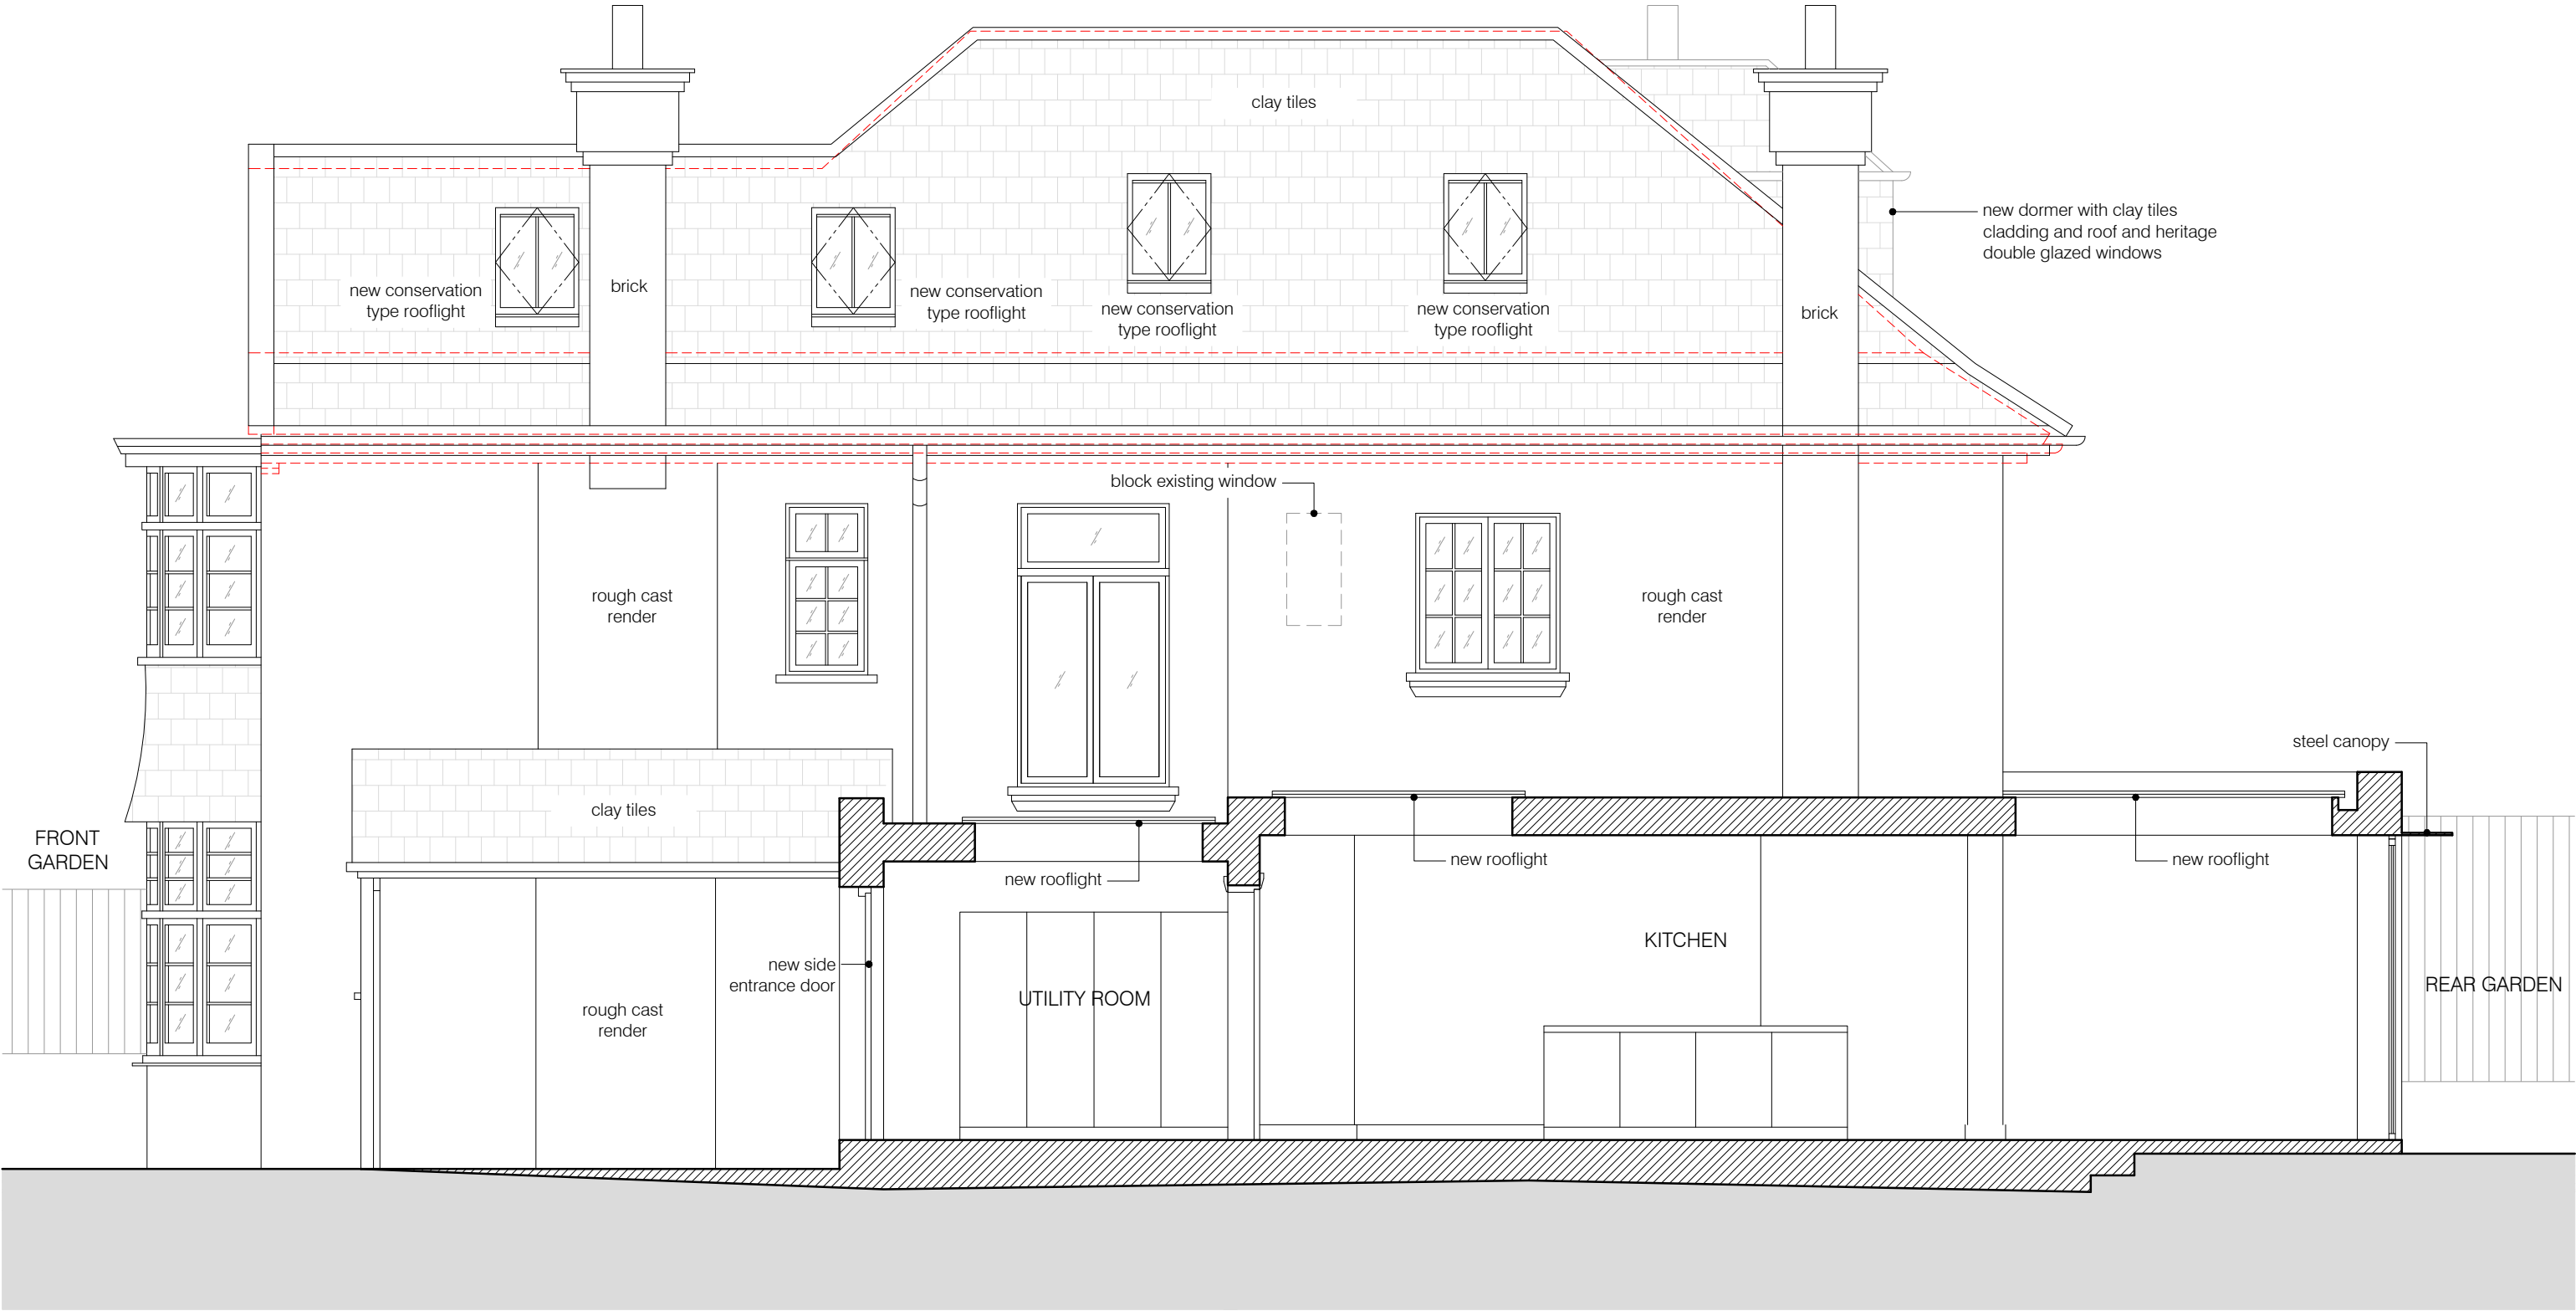 clay tiles
new dormer with clay tiles
cladding and roof and heritage
double glazed windows
new conservation
type rooflight
brick
new conservation
type rooflight
new conservation
type rooflight
new conservation
type rooflight
brick
block existing window
rough cast
render
rough cast
render
steel canopy
clay tiles
FRONT
GARDEN
new rooflight
new rooflight
new rooflight
KITCHEN
new side
entrance door
UTILITY ROOM
REAR GARDEN
rough cast
render